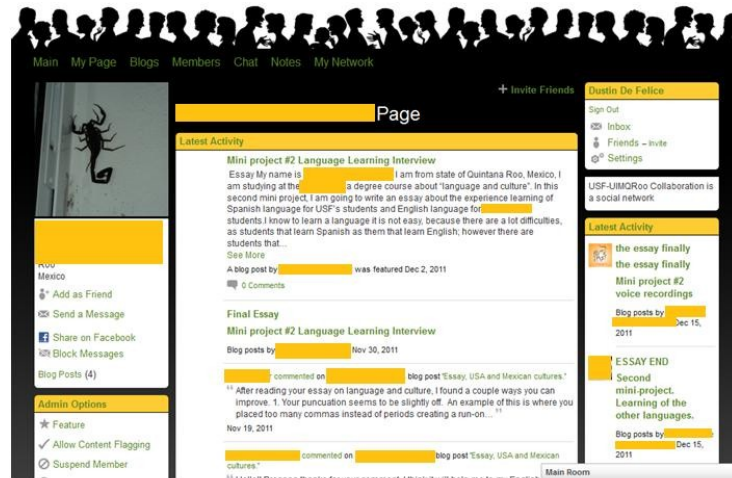 Main My Page Blogs Members Chat Notes My Network
+ Invite Friends
Page
Latest Activity
Mini project #2 Language Learning Interview
Essay My name is I am from state of Quintana Roo, Mexico, I
am studying at the a degree course about "language and culture". In this
second mini project, I am going to write an essay about the experience learning of
Spanish language for USF's students and English language for
students.I know to learn a language it is not easy, because there are a lot difficulties,
as students that learn Spanish as them that learn English; however there are
students that...
See More
A blog post by was featured Dec 2, 2011
0 Comments
Final Essay
Mini project #2 Language Learning Interview
Blog posts by Nov 30, 2011
commented on blog post "Essay, USA and Mexican cultures."
"After reading your essay on language and culture, I found a couple ways you can
improve. 1. Your puncuation seems to be slightly off. An example of this is where you
placed too many commas instead of periods creating a run-on... "
Nov 19, 2011
commented on blog post "Essay, USA and Mexican
cultures."
Roo
Mexico
Add as Friend
Send a Message
Share on Facebook
Block Messages
Blog Posts (4)
Admin Options
Feature
Allow Content Flagging
Suspend Member
Dustin De Felice
Sign Out
Inbox
Friends – Invite
Settings
USF-UIMQRoo Collaboration is
a social network
Latest Activity
the essay finally
the essay finally
Mini project #2
voice recordings
Blog posts by
Dec 15,
2011
ESSAY END
Second
mini-project.
Learning of the
other languages.
Blog posts by
Dec 15,
2011
Main Room